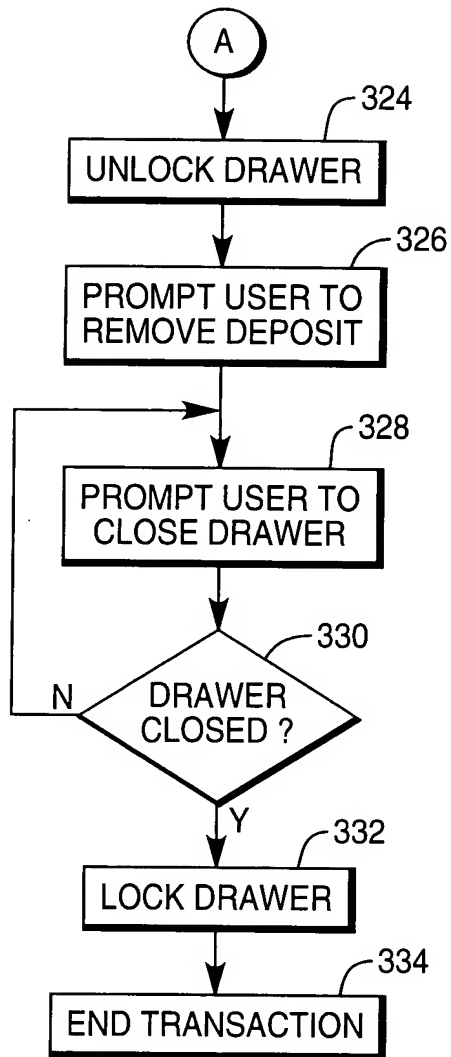 A
324
UNLOCK DRAWER
326
PROMPT USER TO
REMOVE DEPOSIT
328
PROMPT USER TO
CLOSE DRAWER
330
DRAWER
CLOSED ?
N
Y
332
LOCK DRAWER
334
END TRANSACTION